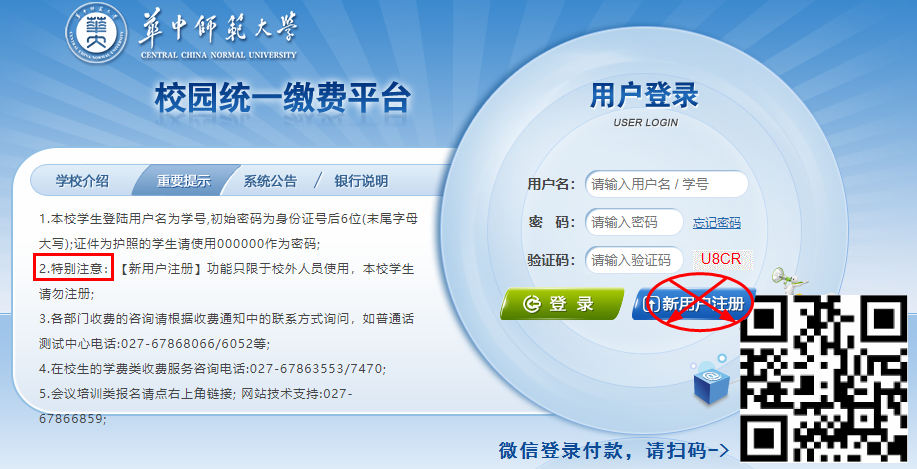 華中師範大學
CENTRAL CHINA NORMAL UNIVERSITY
校园统一缴费平台
学校介绍 重要提示 系统公告 / 银行说明
1.本校学生登陆用户名为学号,初始密码为身份证号后6位(末尾字母
大写);证件为护照的学生请使用000000作为密码;
2.特别注意:【新用户注册】功能只限于校外人员使用，本校学生
请勿注册;
3.各部门收费的咨询请根据收费通知中的联系方式询问，如普通话
测试中心电话:027-67868066/6052等;
4.在校生的学费类收费服务咨询电话:027-67863553/7470;
5.会议培训类报名请点右上角链接; 网站技术支持:027-
67866859;
用户登录
USER LOGIN
用户名: 请输入用户名 / 学号
密 码: 请输入密码 忘记密码
验证码: 请输入验证码 U8CR
登 录 新用户注册
微信登录付款，请扫码->